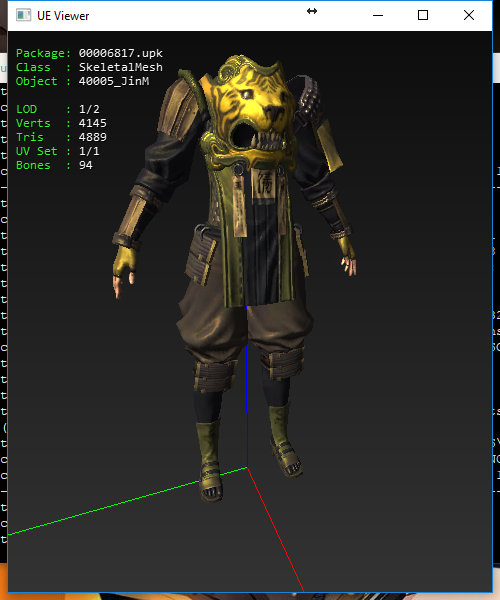 UE Viewer
Package: 00006817.upk
Class : SkeletalMesh
Object : 40005_JinM
LOD : 1/2
Verts : 4145
Tris : 4889
UV Set : 1/1
Bones : 94